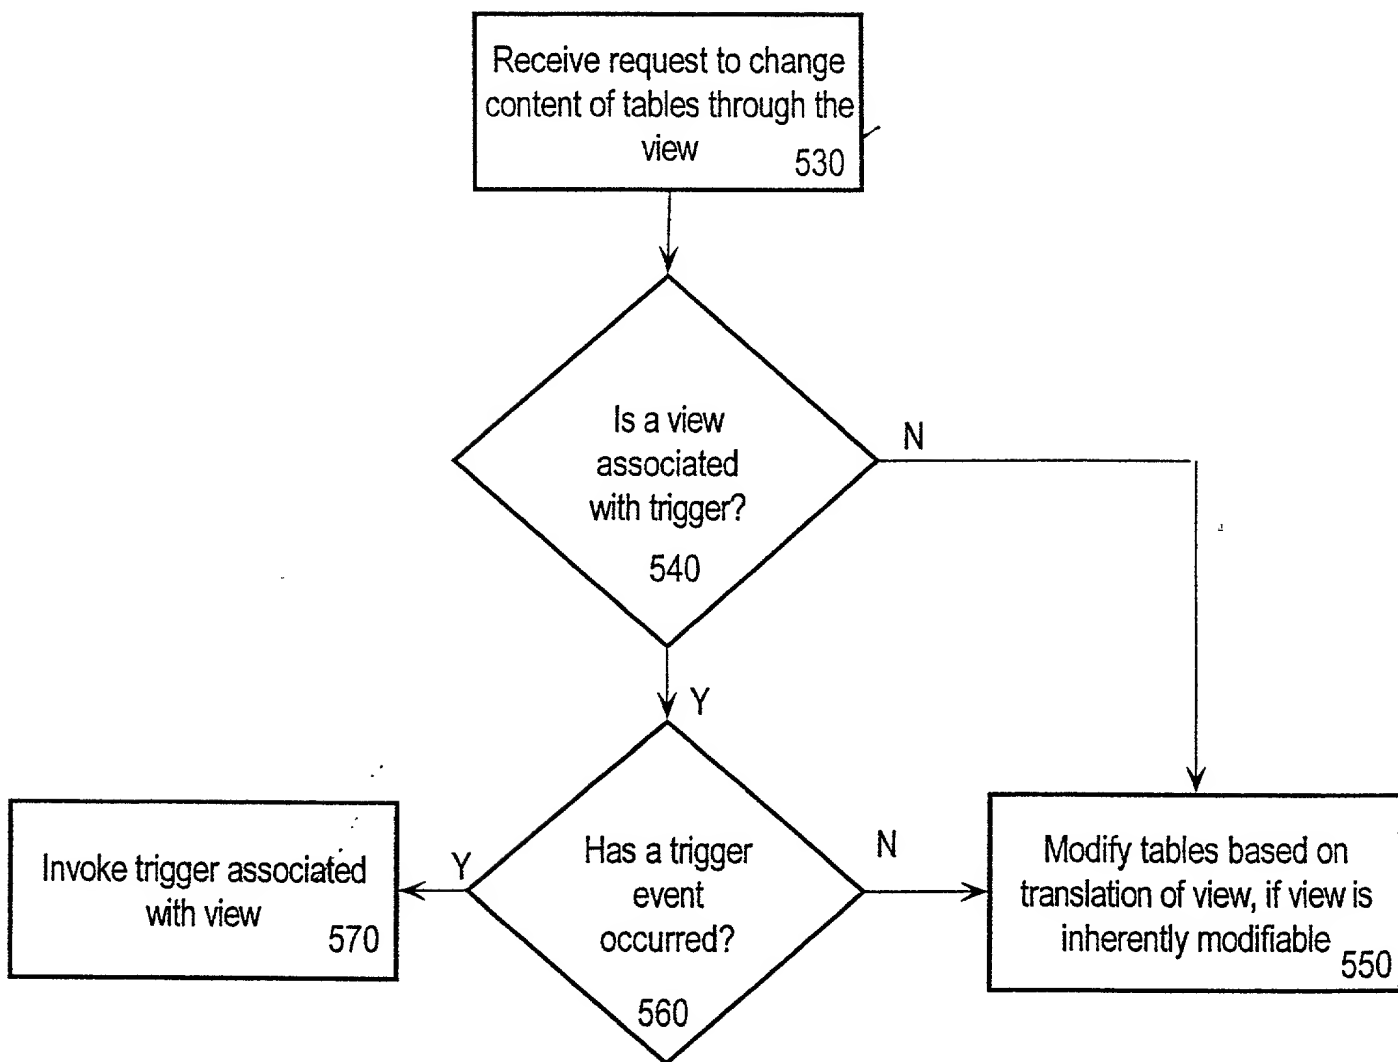 Receive request to change
content of tables through the
view
530
Is a view
associated
with trigger?
540
N
Y
Has a trigger
event
occurred?
560
Y
N
Invoke trigger associated
with view
570
Modify tables based on
translation of view, if view is
inherently modifiable
550